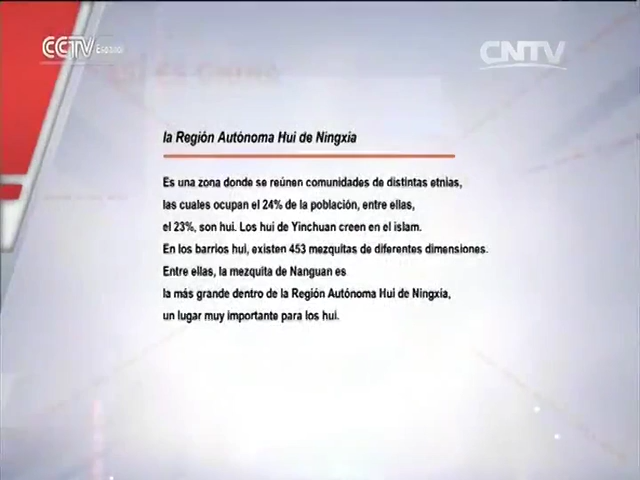 CCTV Español
CNTV
la Región Autónoma Hui de Ningxia
Es una zona donde se reúnen comunidades de distintas etnias,
las cuales ocupan el 24% de la población, entre ellas,
el 23%, son hui. Los hui de Yinchuan creen en el islam.
En los barrios hui, existen 453 mezquitas de diferentes dimensiones.
Entre ellas, la mezquita de Nanguan es
la más grande dentro de la Región Autónoma Hui de Ningxia,
un lugar muy importante para los hui.